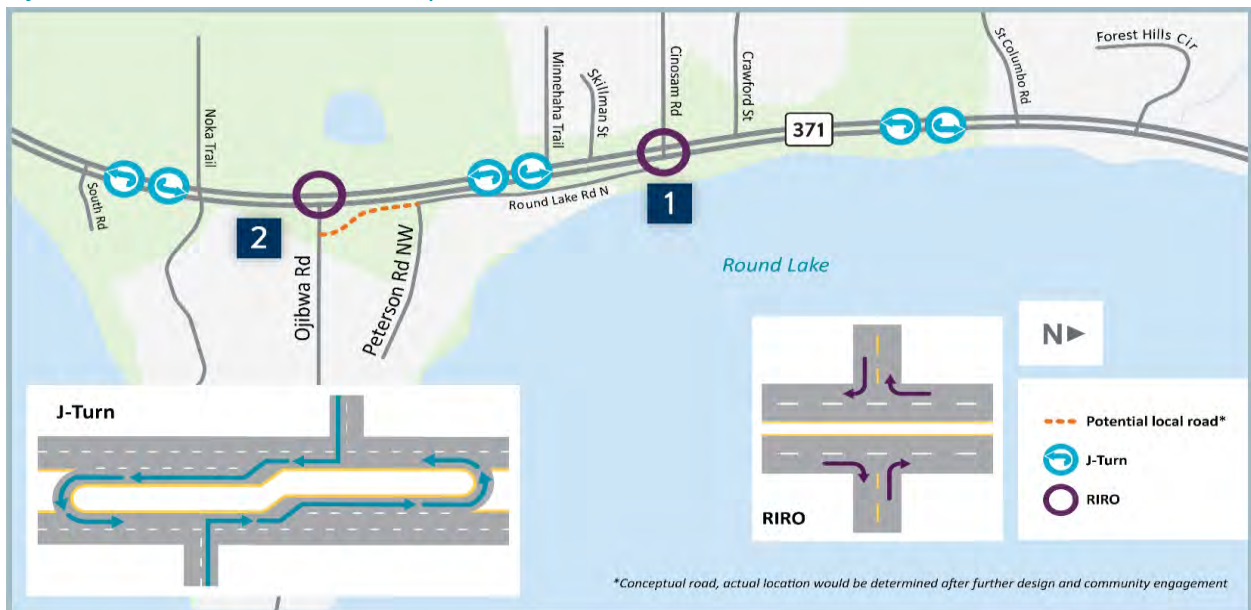 Noka Trail
South Rd
Minnehaha Trail
Skillman St
Cinosam Rd
Crawford St
371
St Columbo Rd
Forest Hills Cir
2
1
Round Lake Rd N
Ojibwa Rd
Peterson Rd NW
Round Lake
J-Turn
RIRO
N
Potential local road*
J-Turn
RIRO
*Conceptual road, actual location would be determined after further design and community engagement